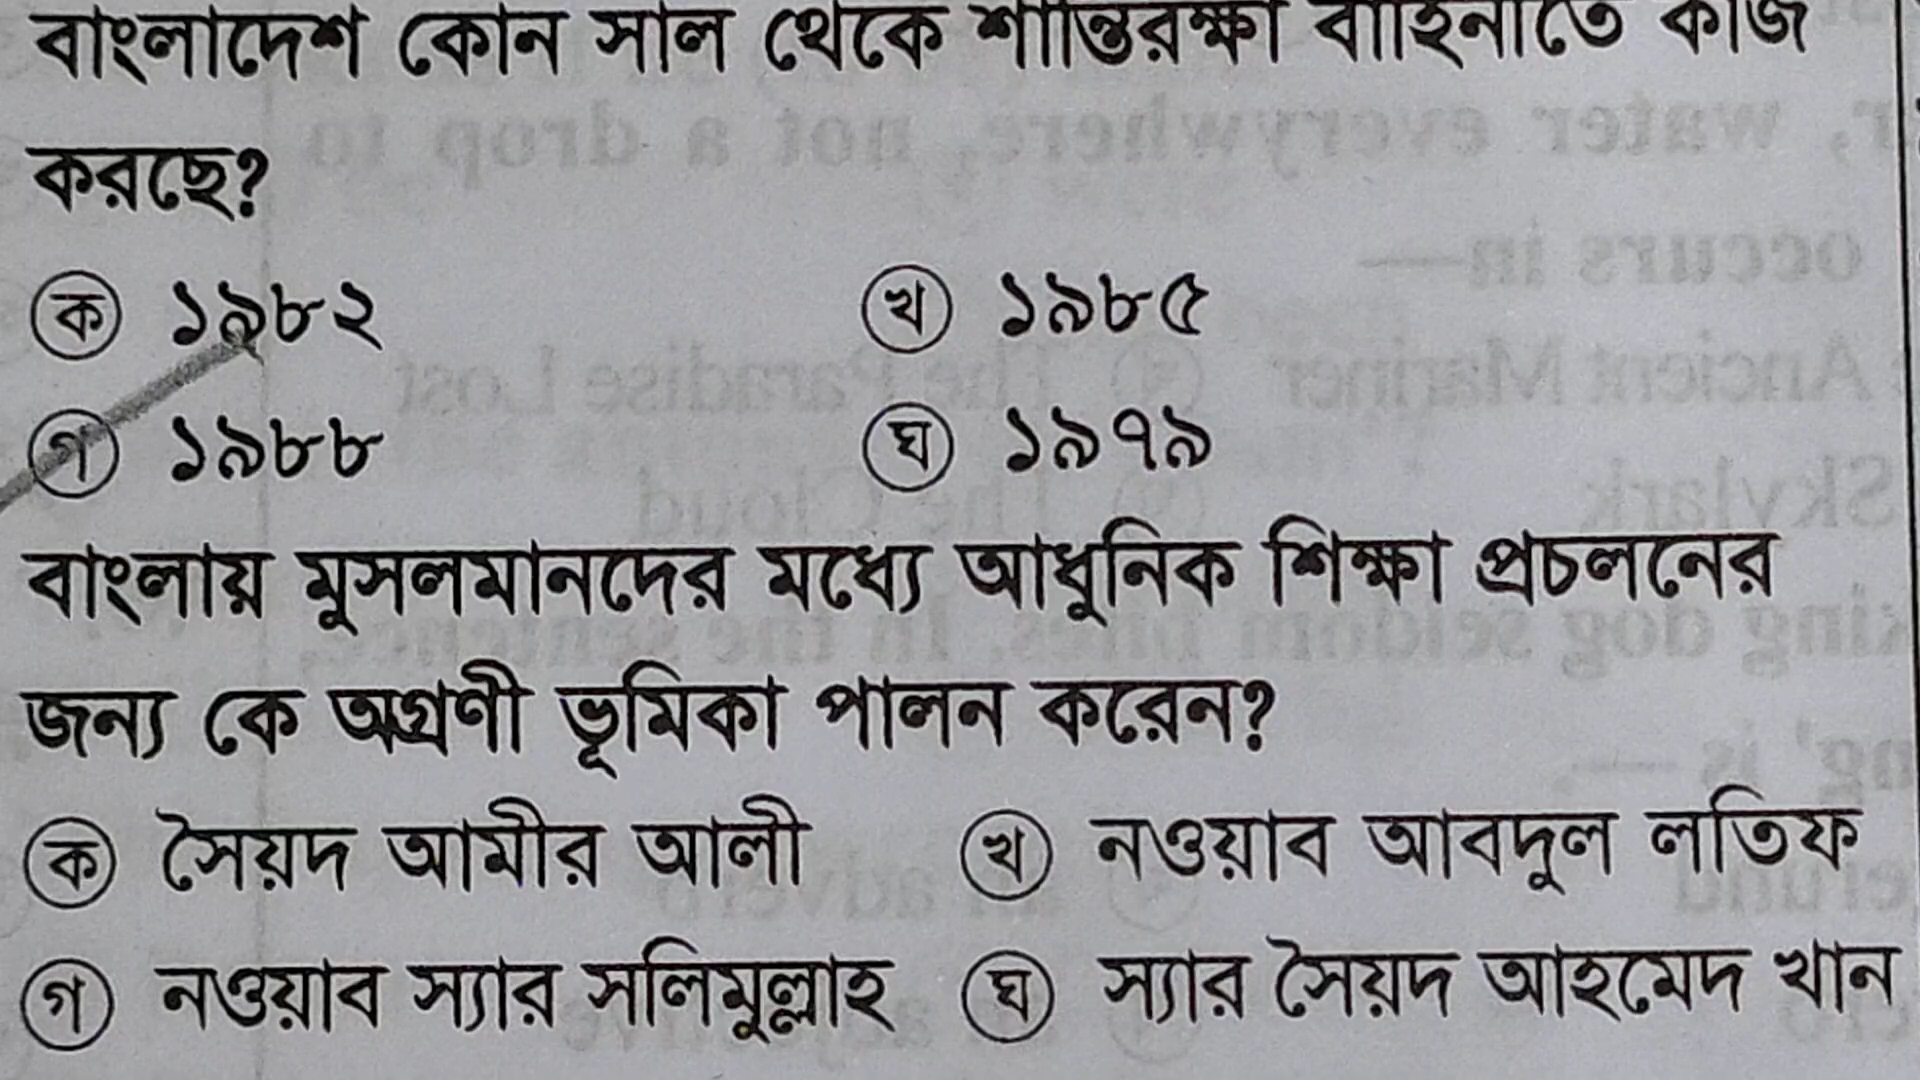 বাংলাদেশ কোন সাল থেকে শান্তিরক্ষা বাহিনীতে কাজ
করছে?
ক ১৯৮২ খ ১৯৮৫
গ ১৯৮৮ ঘ ১৯৭৯
বাংলায় মুসলমানদের মধ্যে আধুনিক শিক্ষা প্রচলনের
জন্য কে অগ্রণী ভূমিকা পালন করেন?
ক সৈয়দ আমীর আলী খ নওয়াব আবদুল লতিফ
গ নওয়াব স্যার সলিমুল্লাহ ঘ স্যার সৈয়দ আহমেদ খান